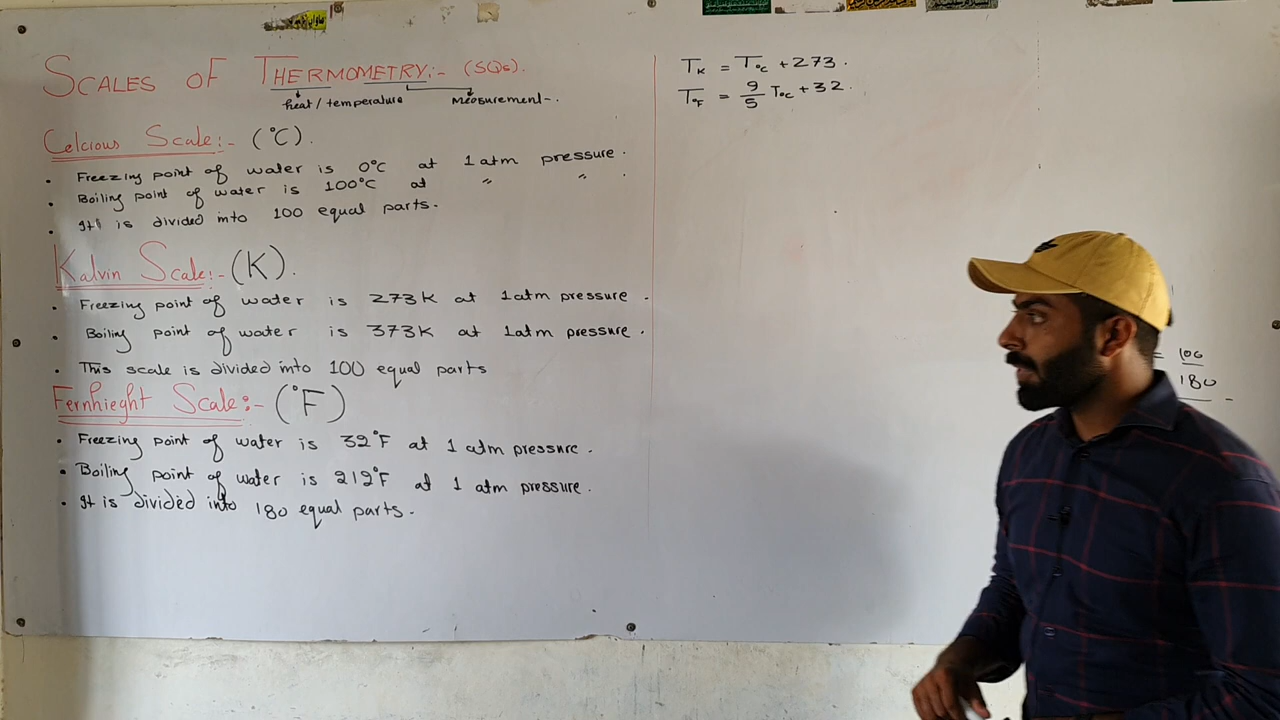 SCALES OF THERMOMETRY:- (SQs).
heat / temperature measurement-.
Celcious Scale:- (°C).
• Freezing point of water is 0°C at 1 atm pressure.
• Boiling point of water is 100°C at 〃 〃 .
• It is divided into 100 equal parts.
Kalvin Scale:- (K).
• Freezing point of water is 273K at 1atm pressure.
• Boiling point of water is 373K at 1atm pressure.
• This scale is divided into 100 equal parts
Fernhieght Scale:- (°F)
• Freezing point of water is 32°F at 1 atm pressure.
• Boiling point of water is 212°F at 1 atm pressure.
• It is divided into 180 equal parts.
T_K = T_°C + 273.
T_°F = 9/5 T_°C + 32.
= 100
180